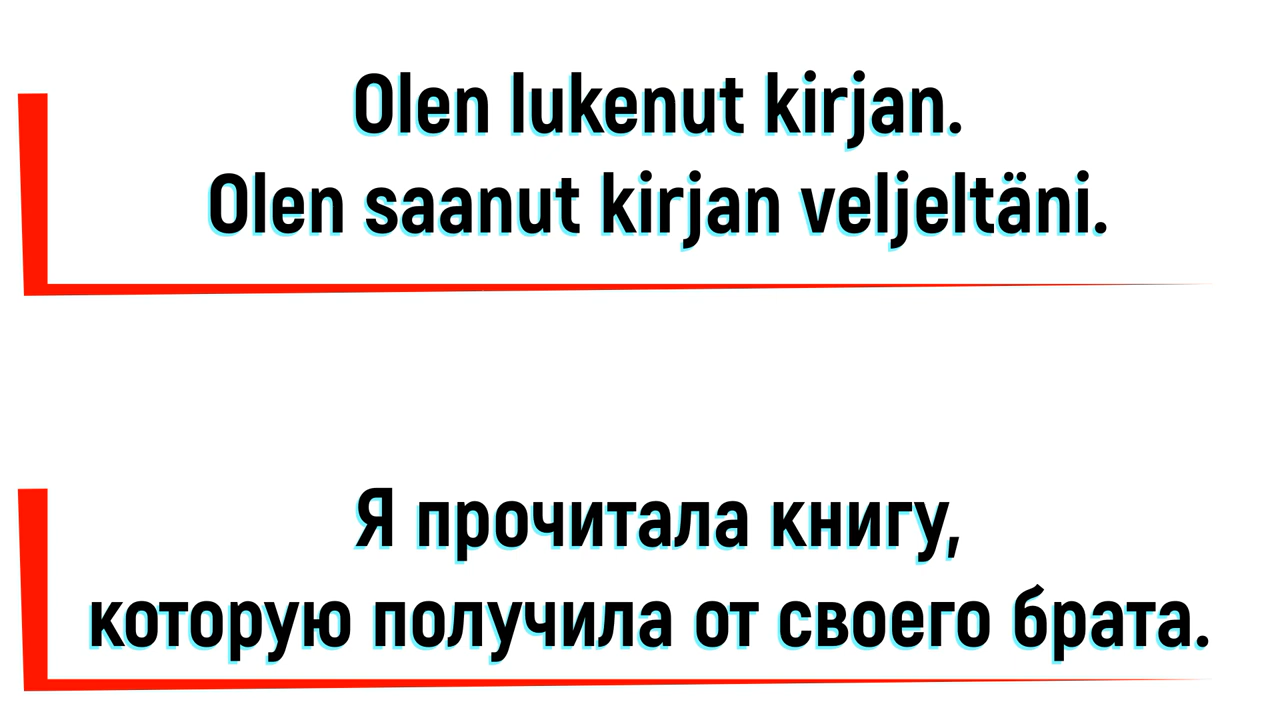 Olen lukenut kirjan.
Olen saanut kirjan veljeltäni.
Я прочитала книгу,
которую получила от своего брата.